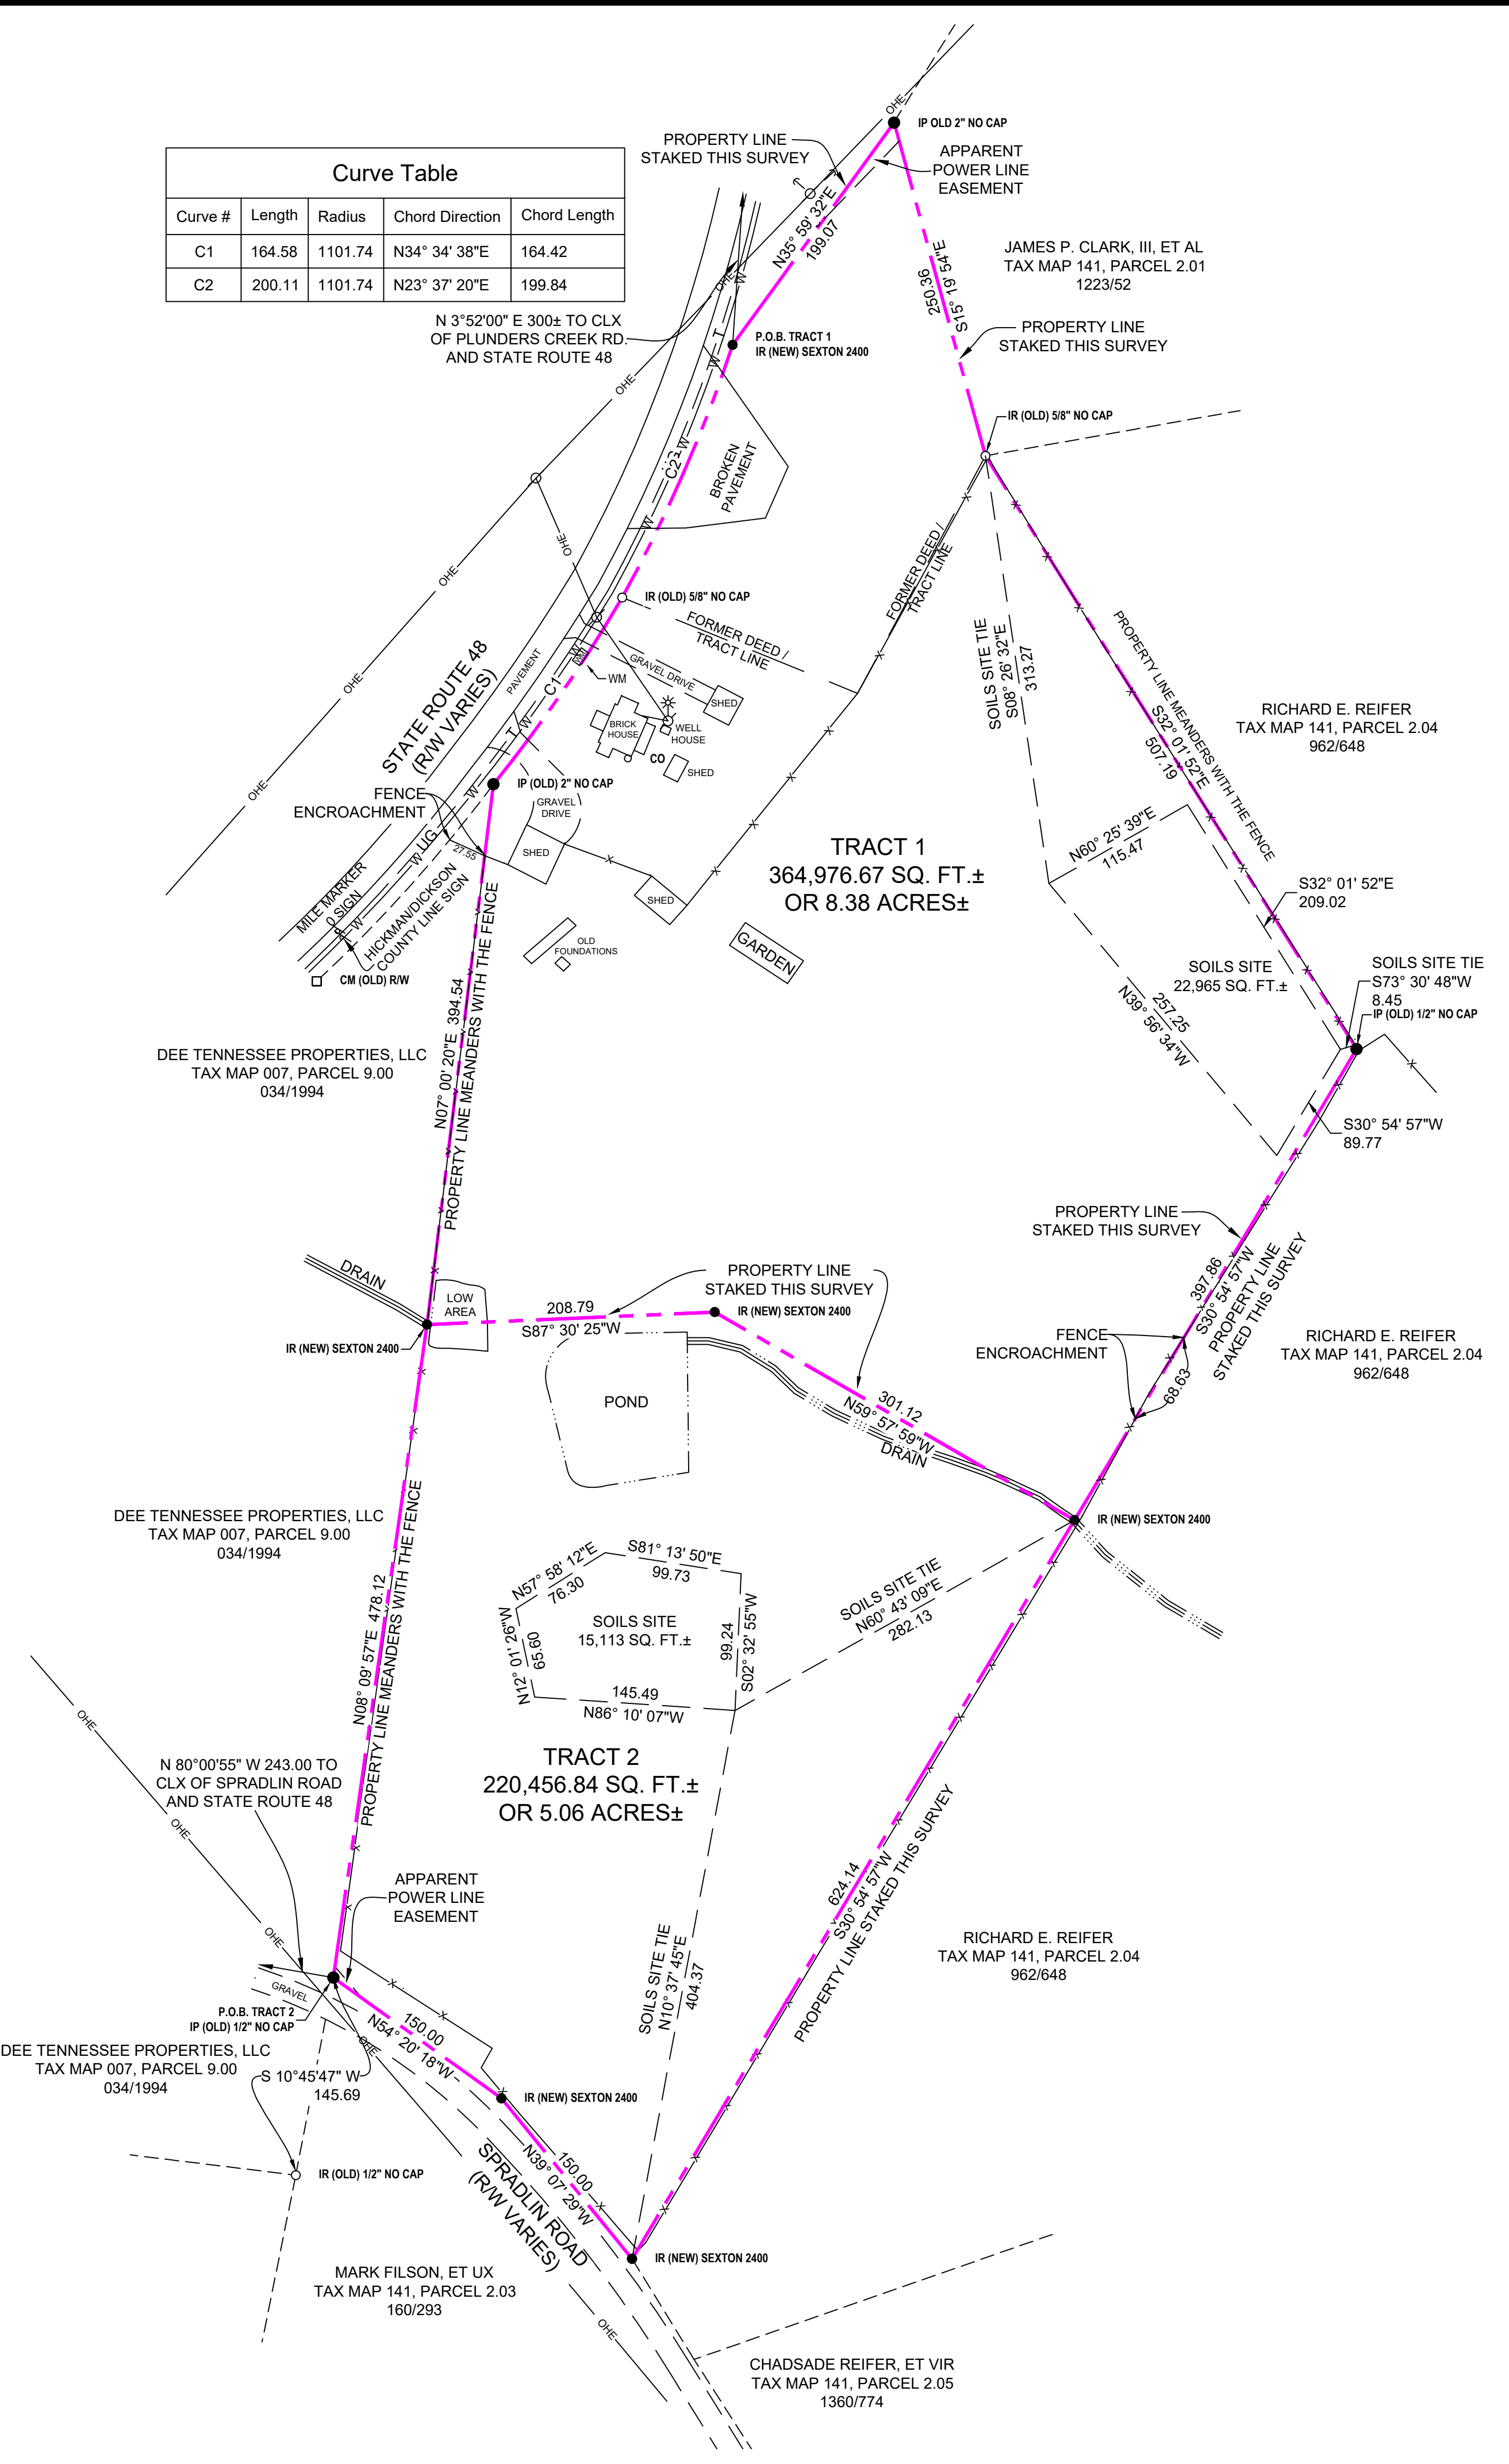 IP OLD 2" NO CAP
PROPERTY LINE
STAKED THIS SURVEY
APPARENT
POWER LINE
EASEMENT
OHE
Curve Table
Curve # Length Radius Chord Direction Chord Length
C1 164.58 1101.74 N34° 34' 38"E 164.42
C2 200.11 1101.74 N23° 37' 20"E 199.84
N35° 59' 32"E
199.07
S15° 19' 54"E
250.36
JAMES P. CLARK, III, ET AL
TAX MAP 141, PARCEL 2.01
1223/52
OHE
W
N 3°52'00" E 300± TO CLX
OF PLUNDERS CREEK RD.
AND STATE ROUTE 48
PROPERTY LINE
STAKED THIS SURVEY
P.O.B. TRACT 1
IR (NEW) SEXTON 2400
T
W
OHE
IR (OLD) 5/8" NO CAP
C2
W
BROKEN
PAVEMENT
W
OHE
OHE
FORMER DEED /
TRACT LINE
IR (OLD) 5/8" NO CAP
FORMER DEED /
TRACT LINE
SOILS SITE TIE
S08° 26' 32"E
313.27
PROPERTY LINE MEANDERS WITH THE FENCE
S32° 01' 52"E
507.19
STATE ROUTE 48
(R/W VARIES)
PAVEMENT
W
WM
GRAVEL DRIVE
SHED
OHE
C1
BRICK
HOUSE
WELL
HOUSE
CO
SHED
T
W
RICHARD E. REIFER
TAX MAP 141, PARCEL 2.04
962/648
IP (OLD) 2" NO CAP
FENCE
ENCROACHMENT
OHE
W
GRAVEL
DRIVE
SHED
UG
W
27.55
MILE MARKER
0 SIGN
W
HICKMAN/DICKSON
COUNTY LINE SIGN
CM (OLD) R/W
SHED
OLD
FOUNDATIONS
GARDEN
TRACT 1
364,976.67 SQ. FT.±
OR 8.38 ACRES±
N60° 25' 39"E
115.47
S32° 01' 52"E
209.02
SOILS SITE
22,965 SQ. FT.±
SOILS SITE TIE
S73° 30' 48"W
8.45
IP (OLD) 1/2" NO CAP
257.25
N39° 56' 34"W
N07° 00' 20"E 394.54
PROPERTY LINE MEANDERS WITH THE FENCE
DEE TENNESSEE PROPERTIES, LLC
TAX MAP 007, PARCEL 9.00
034/1994
S30° 54' 57"W
89.77
PROPERTY LINE
STAKED THIS SURVEY
397.86
S30° 54' 57"W
PROPERTY LINE
STAKED THIS SURVEY
DRAIN
LOW
AREA
PROPERTY LINE
STAKED THIS SURVEY
208.79
S87° 30' 25"W
IR (NEW) SEXTON 2400
IR (NEW) SEXTON 2400
FENCE
ENCROACHMENT
68.63
RICHARD E. REIFER
TAX MAP 141, PARCEL 2.04
962/648
POND
301.12
N59° 57' 59"W
DRAIN
IR (NEW) SEXTON 2400
DEE TENNESSEE PROPERTIES, LLC
TAX MAP 007, PARCEL 9.00
034/1994
N08° 09' 57"E 478.12
PROPERTY LINE MEANDERS WITH THE FENCE
N57° 58' 12"E
76.30
S81° 13' 50"E
99.73
SOILS SITE
15,113 SQ. FT.±
N12° 01' 26"W
65.60
99.24
S02° 32' 55"W
145.49
N86° 10' 07"W
SOILS SITE TIE
N60° 43' 09"E
282.13
OHE
N 80°00'55" W 243.00 TO
CLX OF SPRADLIN ROAD
AND STATE ROUTE 48
TRACT 2
220,456.84 SQ. FT.±
OR 5.06 ACRES±
OHE
APPARENT
POWER LINE
EASEMENT
624.14
S30° 54' 57"W
PROPERTY LINE STAKED THIS SURVEY
OHE
SOILS SITE TIE
N10° 37' 45"E
404.37
RICHARD E. REIFER
TAX MAP 141, PARCEL 2.04
962/648
GRAVEL
P.O.B. TRACT 2
IP (OLD) 1/2" NO CAP
150.00
N54° 20' 18"W
OHE
DEE TENNESSEE PROPERTIES, LLC
TAX MAP 007, PARCEL 9.00
034/1994
S 10°45'47" W
145.69
IR (NEW) SEXTON 2400
IR (OLD) 1/2" NO CAP
150.00
N39° 07' 29"W
SPRADLIN ROAD
(R/W VARIES)
IR (NEW) SEXTON 2400
MARK FILSON, ET UX
TAX MAP 141, PARCEL 2.03
160/293
OHE
CHADSADE REIFER, ET VIR
TAX MAP 141, PARCEL 2.05
1360/774